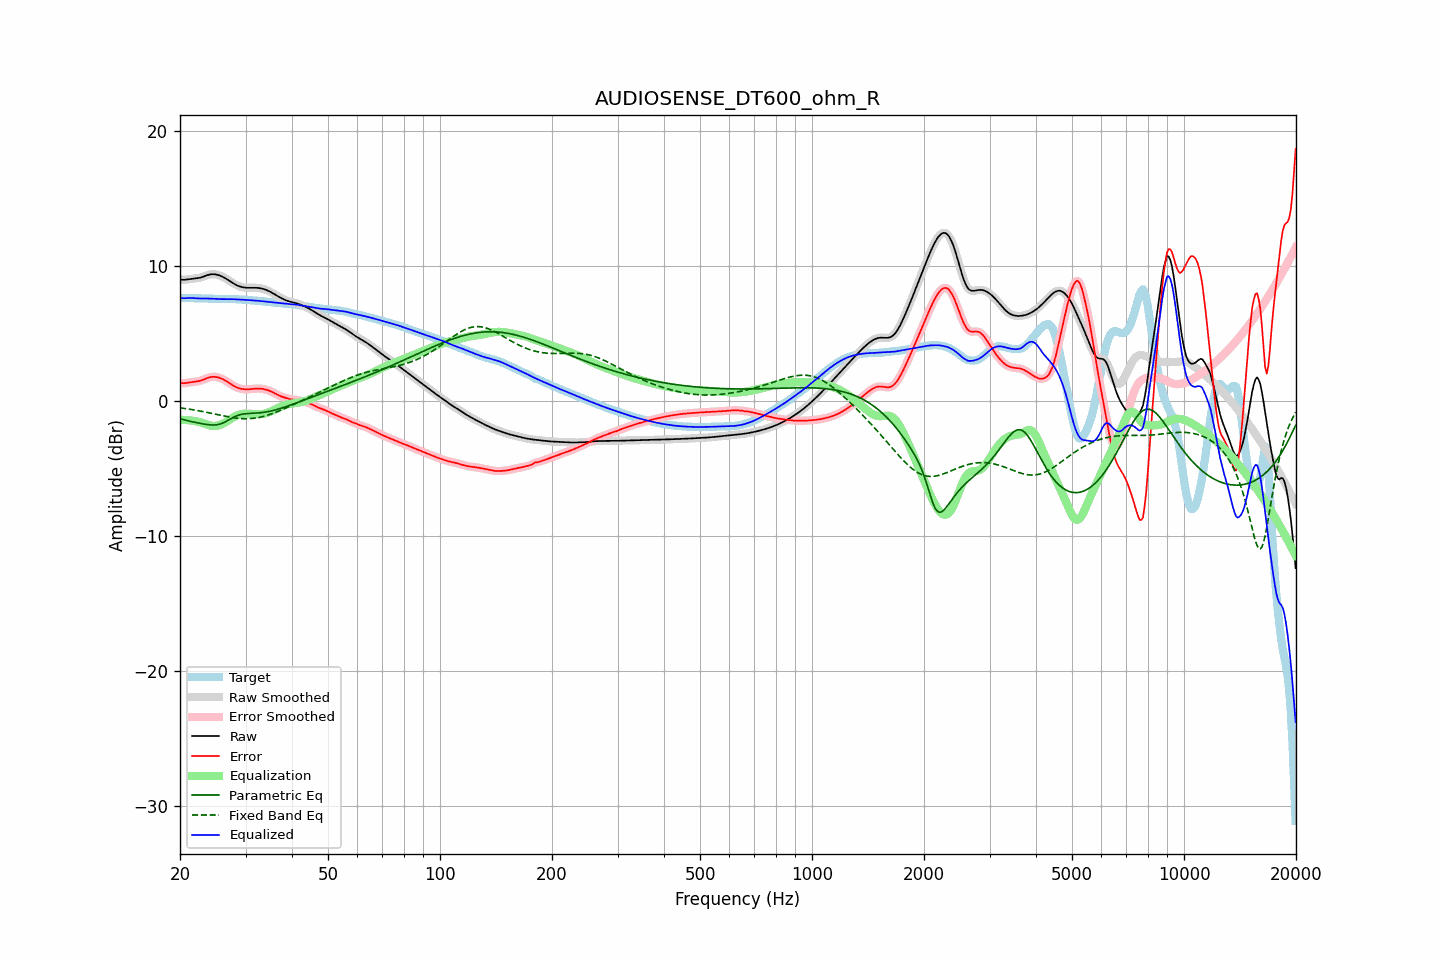 AUDIOSENSE_DT600_ohm_R
Amplitude (dBr)
20
10
0
−10
−20
−30
Target
Raw Smoothed
Error Smoothed
Raw
Error
Equalization
Parametric Eq
Fixed Band Eq
Equalized
20 50 100 200 500 1000 2000 5000 10000 20000
Frequency (Hz)